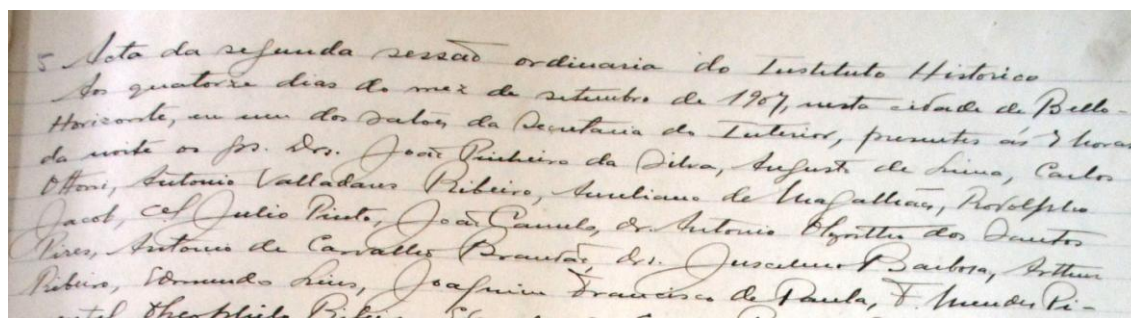 5 Acta da segunda sessão ordinaria do Instituto Historico
Aos quatorze dias do mez de setembro de 1907, nesta cidade de Bello-
Horizonte, em um dos salões da Secretaria do Interior, presentes ás 7 horas
da noite os srs. Drs. João Pinheiro da Silva, Augusto de Lima, Carlos
Ottoni, Antonio Valladares Ribeiro, Aureliano de Magalhães, Rodolpho
Jacob, cel Julio Pinto, João Camelo, dr. Antonio Olyntho dos Santos
Pires, Antonio de Carvalho Brandão, drs. Juscelino Barbosa, Arthur
Ribeiro, Edmundo Lins, Joaquim Francisco de Paula, F. Mendes Pi-
mentel, Theophilo Ribeiro